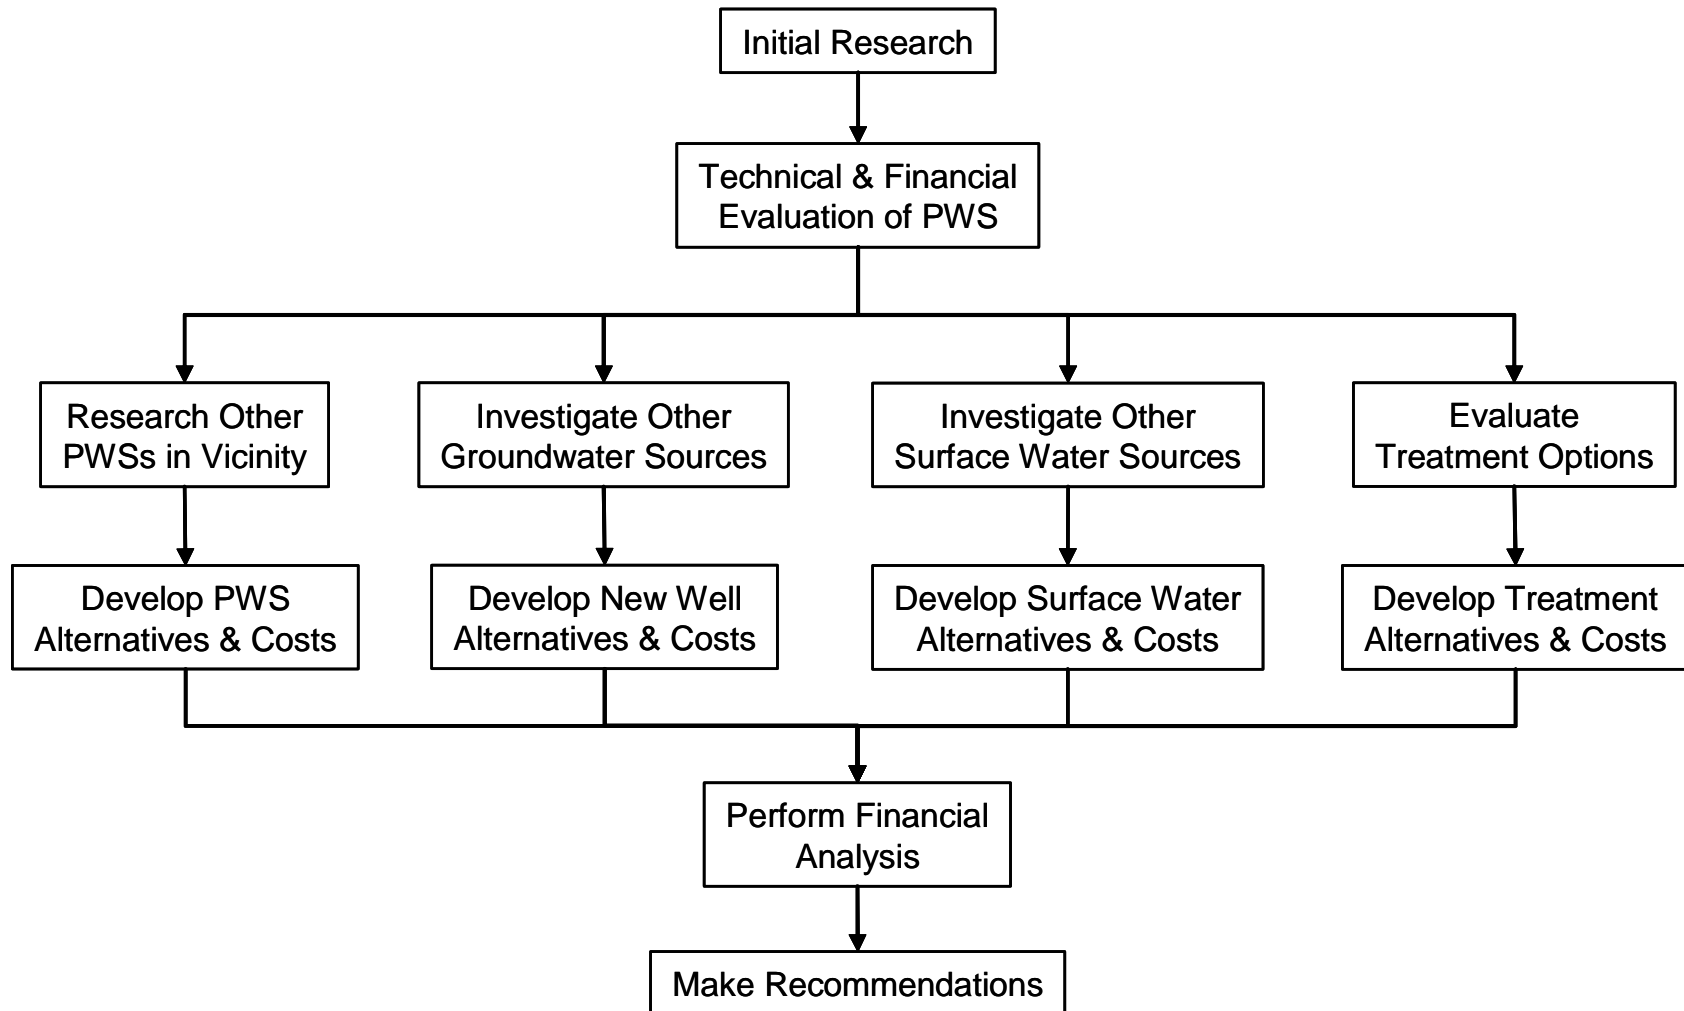 Initial Research
Technical & Financial
Evaluation of PWS
Research Other
PWSs in Vicinity
Investigate Other
Groundwater Sources
Investigate Other
Surface Water Sources
Evaluate
Treatment Options
Develop PWS
Alternatives & Costs
Develop New Well
Alternatives & Costs
Develop Surface Water
Alternatives & Costs
Develop Treatment
Alternatives & Costs
Perform Financial
Analysis
Make Recommendations